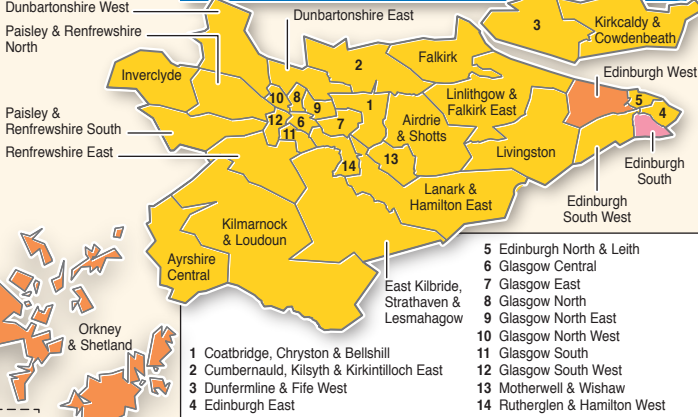 Dunbartonshire West
Paisley & Renfrewshire
North
Dunbartonshire East
3
Kirkcaldy &
Cowdenbeath
2
Falkirk
Inverclyde
Edinburgh West
10
8
9
1
Linlithgow &
Falkirk East
5
4
Paisley &
Renfrewshire South
12
6
7
Airdrie
& Shotts
11
Renfrewshire East
14
13
Livingston
Edinburgh
South
Lanark &
Hamilton East
Edinburgh
South West
Kilmarnock
& Loudoun
Ayrshire
Central
East Kilbride,
Strathaven &
Lesmahagow
Orkney
& Shetland
1 Coatbridge, Chryston & Bellshill
2 Cumbernauld, Kilsyth & Kirkintilloch East
3 Dunfermline & Fife West
4 Edinburgh East
5 Edinburgh North & Leith
6 Glasgow Central
7 Glasgow East
8 Glasgow North
9 Glasgow North East
10 Glasgow North West
11 Glasgow South
12 Glasgow South West
13 Motherwell & Wishaw
14 Rutherglen & Hamilton West